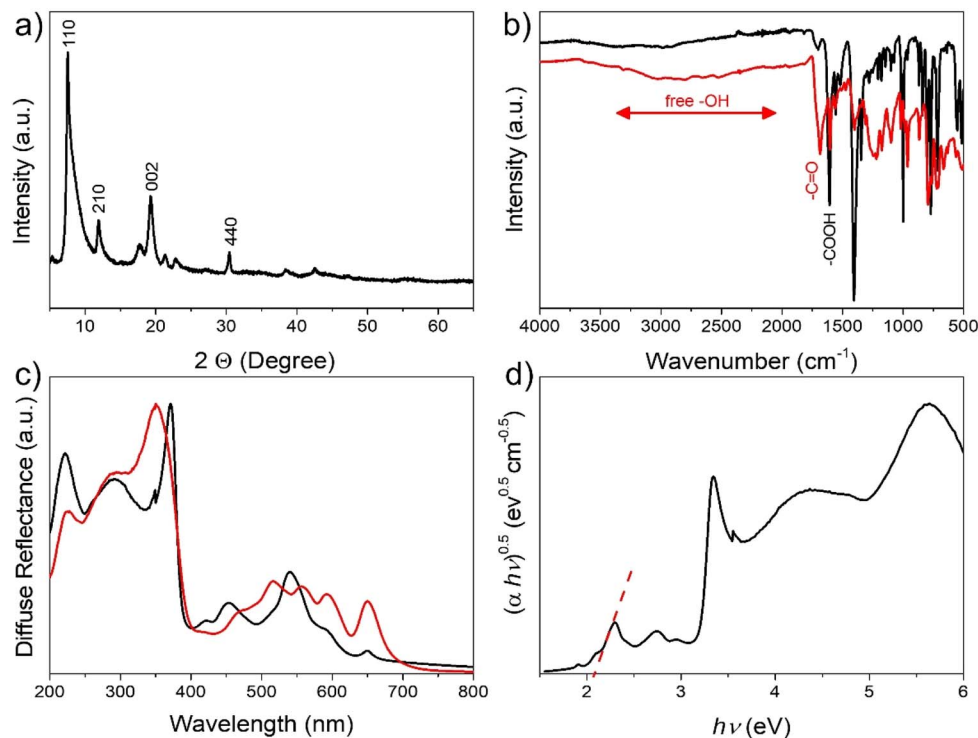 a)
110
210
002
440
Intensity (a.u.)
10 20 30 40 50 60
2 Θ (Degree)
b)
free -OH
-C=O
-COOH
Intensity (a.u.)
4000 3500 3000 2500 2000 1500 1000 500
Wavenumber (cm⁻¹)
c)
Diffuse Reflectance (a.u.)
200 300 400 500 600 700 800
Wavelength (nm)
d)
(α hν)^0.5 (ev^0.5 cm^-0.5)
2 3 4 5 6
hν (eV)